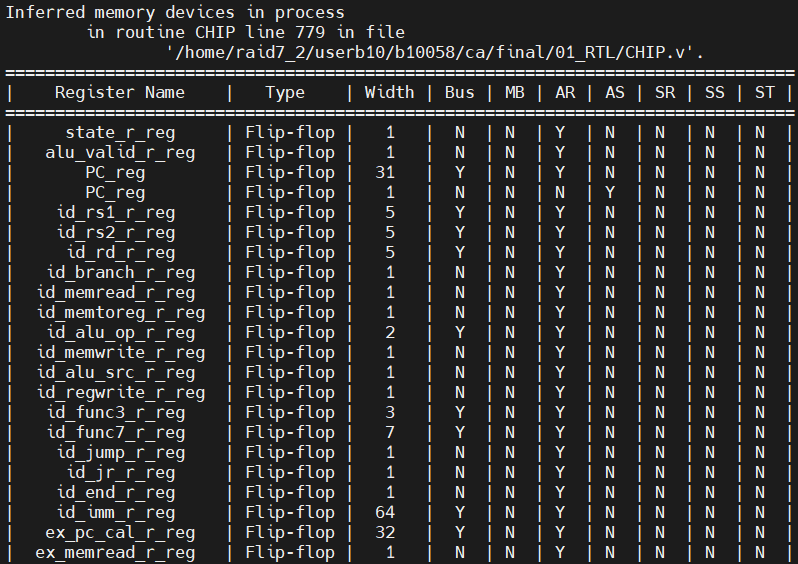 Inferred memory devices in process
        in routine CHIP line 779 in file
                '/home/raid7_2/userb10/b10058/ca/final/01_RTL/CHIP.v'.
===============================================================================
|    Register Name    |   Type    | Width | Bus | MB | AR | AS | SR | SS | ST |
===============================================================================
|     state_r_reg     | Flip-flop |   1   |  N  | N  | Y  | N  | N  | N  | N  |
|   alu_valid_r_reg   | Flip-flop |   1   |  N  | N  | Y  | N  | N  | N  | N  |
|       PC_reg        | Flip-flop |  31   |  Y  | N  | Y  | N  | N  | N  | N  |
|       PC_reg        | Flip-flop |   1   |  N  | N  | N  | Y  | N  | N  | N  |
|    id_rs1_r_reg     | Flip-flop |   5   |  Y  | N  | Y  | N  | N  | N  | N  |
|    id_rs2_r_reg     | Flip-flop |   5   |  Y  | N  | Y  | N  | N  | N  | N  |
|     id_rd_r_reg     | Flip-flop |   5   |  Y  | N  | Y  | N  | N  | N  | N  |
|   id_branch_r_reg   | Flip-flop |   1   |  N  | N  | Y  | N  | N  | N  | N  |
|  id_memread_r_reg   | Flip-flop |   1   |  N  | N  | Y  | N  | N  | N  | N  |
|  id_memtoreg_r_reg  | Flip-flop |   1   |  N  | N  | Y  | N  | N  | N  | N  |
|   id_alu_op_r_reg   | Flip-flop |   2   |  Y  | N  | Y  | N  | N  | N  | N  |
|  id_memwrite_r_reg  | Flip-flop |   1   |  N  | N  | Y  | N  | N  | N  | N  |
|  id_alu_src_r_reg   | Flip-flop |   1   |  N  | N  | Y  | N  | N  | N  | N  |
|  id_regwrite_r_reg  | Flip-flop |   1   |  N  | N  | Y  | N  | N  | N  | N  |
|   id_func3_r_reg    | Flip-flop |   3   |  Y  | N  | Y  | N  | N  | N  | N  |
|   id_func7_r_reg    | Flip-flop |   7   |  Y  | N  | Y  | N  | N  | N  | N  |
|    id_jump_r_reg    | Flip-flop |   1   |  N  | N  | Y  | N  | N  | N  | N  |
|     id_jr_r_reg     | Flip-flop |   1   |  N  | N  | Y  | N  | N  | N  | N  |
|    id_end_r_reg     | Flip-flop |   1   |  N  | N  | Y  | N  | N  | N  | N  |
|    id_imm_r_reg     | Flip-flop |  64   |  Y  | N  | Y  | N  | N  | N  | N  |
|   ex_pc_cal_r_reg   | Flip-flop |  32   |  Y  | N  | Y  | N  | N  | N  | N  |
|  ex_memread_r_reg   | Flip-flop |   1   |  N  | N  | Y  | N  | N  | N  | N  |